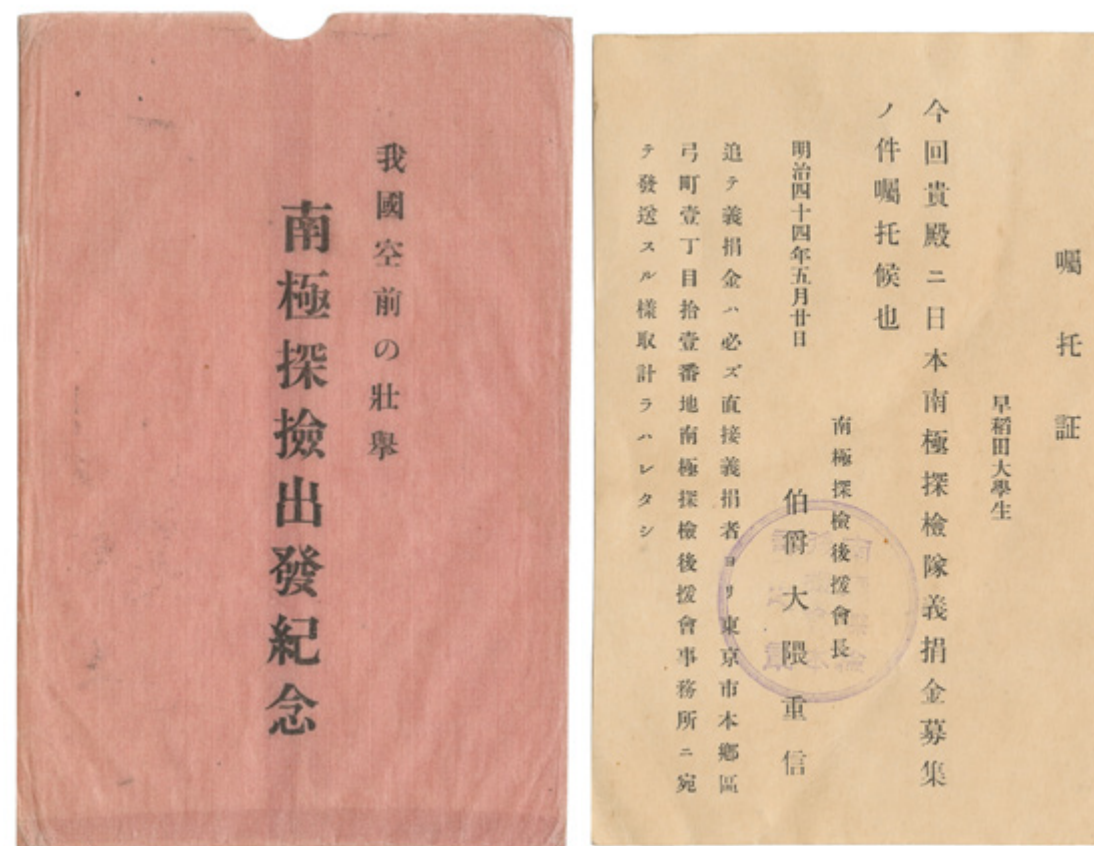 我國空前の壯擧
南極探撿出發紀念
囑托証
早稻田大學生
今回貴殿ニ日本南極探檢隊義捐金募集
ノ件囑托候也
南極探檢後援會長
伯爵大隈重信
明治四十四年五月廿日
追テ義捐金ハ必ズ直接義捐者ヨリ東京市本鄕區
弓町壹丁目拾壹番地南極探檢後援會事務所ニ宛
テ發送スル樣取計ラハレタシ